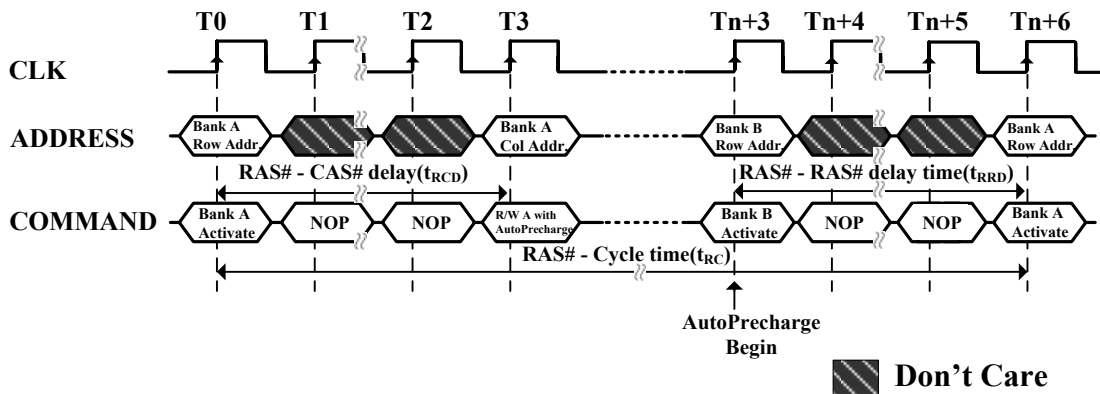 T0 T1 T2 T3 Tn+3 Tn+4 Tn+5 Tn+6
CLK
ADDRESS
Bank A
Row Addr.
Bank A
Col Addr.
Bank B
Row Addr.
Bank A
Row Addr.
RAS# - CAS# delay(tRCD)
RAS# - RAS# delay time(tRRD)
COMMAND
Bank A
Activate
NOP
NOP
R/W A with
AutoPrecharge
Bank B
Activate
NOP
NOP
Bank A
Activate
RAS# - Cycle time(tRC)
AutoPrecharge
Begin
Don't Care